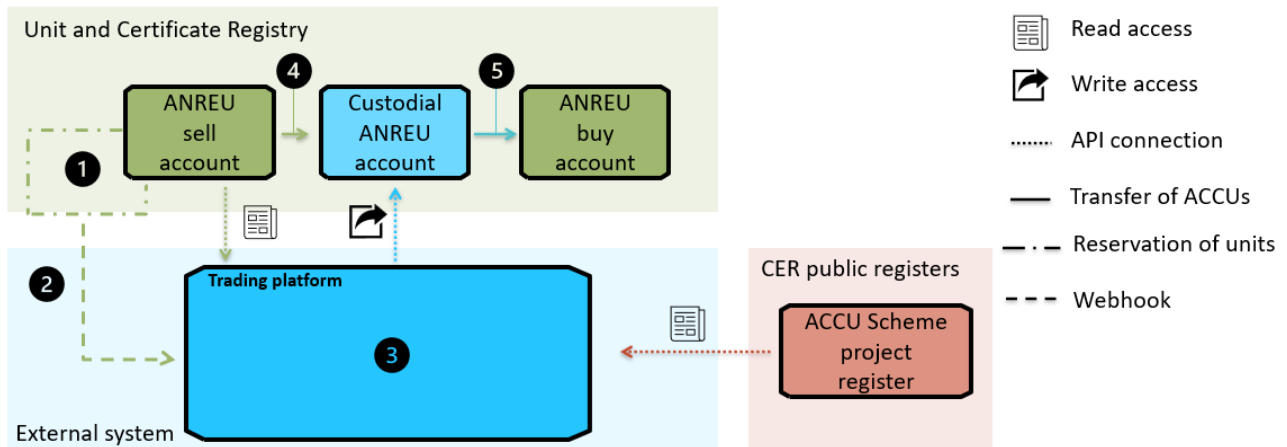 Unit and Certificate Registry
4
5
ANREU
sell
account
Custodial
ANREU
account
ANREU
buy
account
1
2
Trading platform
3
External system
CER public registers
ACCU Scheme
project
register
Read access
Write access
API connection
Transfer of ACCUs
Reservation of units
Webhook